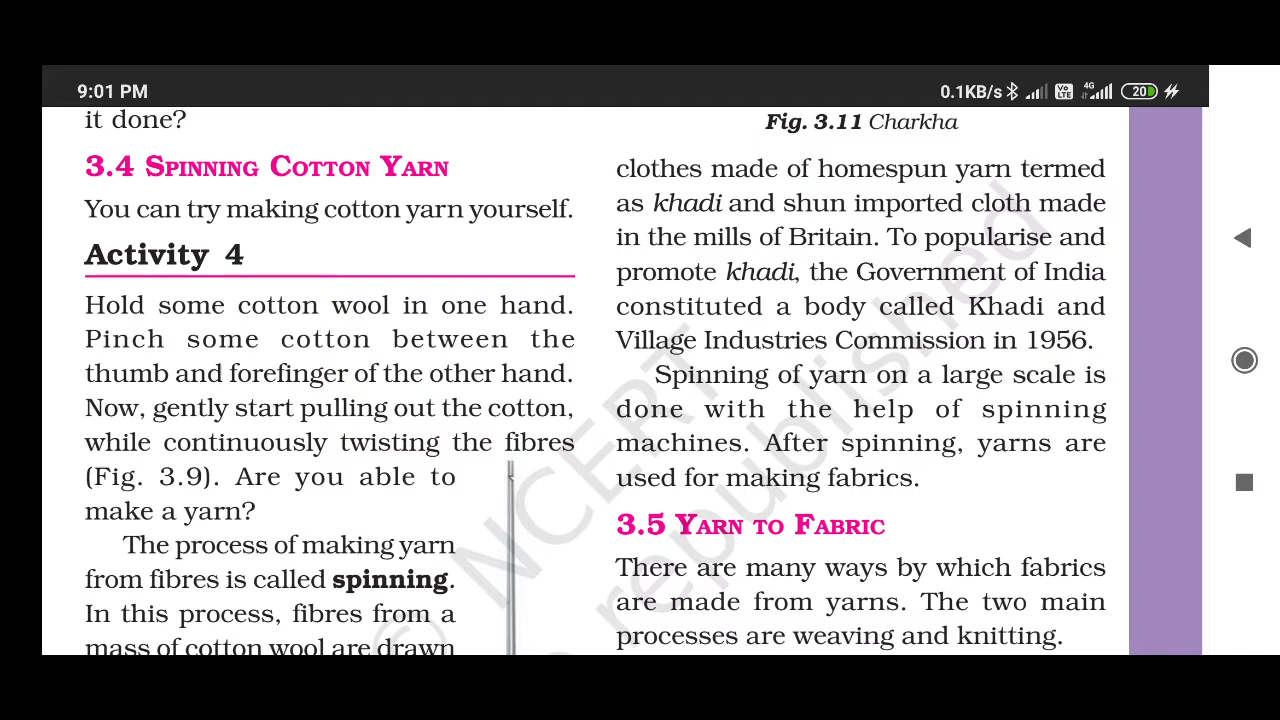 9:01 PM
0.1KB/s
Vo
LTE
4G
20
it done?
3.4 SPINNING COTTON YARN
You can try making cotton yarn yourself.
Activity 4
Hold some cotton wool in one hand.
Pinch some cotton between the
thumb and forefinger of the other hand.
Now, gently start pulling out the cotton,
while continuously twisting the fibres
(Fig. 3.9). Are you able to
make a yarn?
The process of making yarn
from fibres is called spinning.
In this process, fibres from a
mass of cotton wool are drawn
Fig. 3.11 Charkha
clothes made of homespun yarn termed
as khadi and shun imported cloth made
in the mills of Britain. To popularise and
promote khadi, the Government of India
constituted a body called Khadi and
Village Industries Commission in 1956.
Spinning of yarn on a large scale is
done with the help of spinning
machines. After spinning, yarns are
used for making fabrics.
3.5 YARN TO FABRIC
There are many ways by which fabrics
are made from yarns. The two main
processes are weaving and knitting.
© NCERT
republished